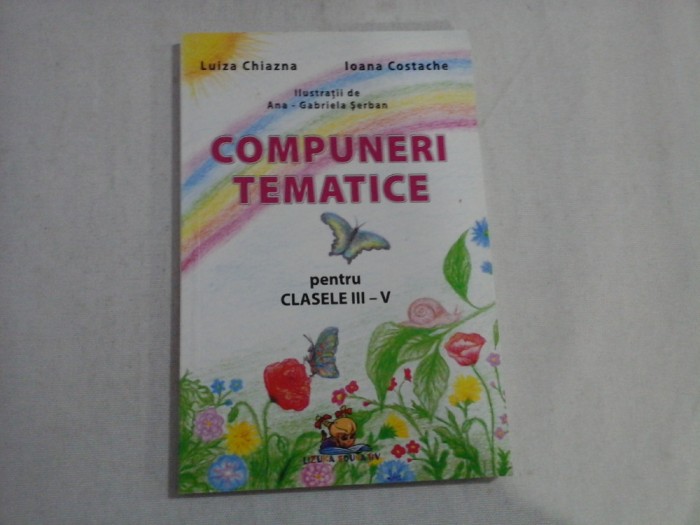 Luiza Chiazna Ioana Costache
Ilustrații de
Ana - Gabriela Șerban
COMPUNERI
TEMATICE
pentru
CLASELE III – V